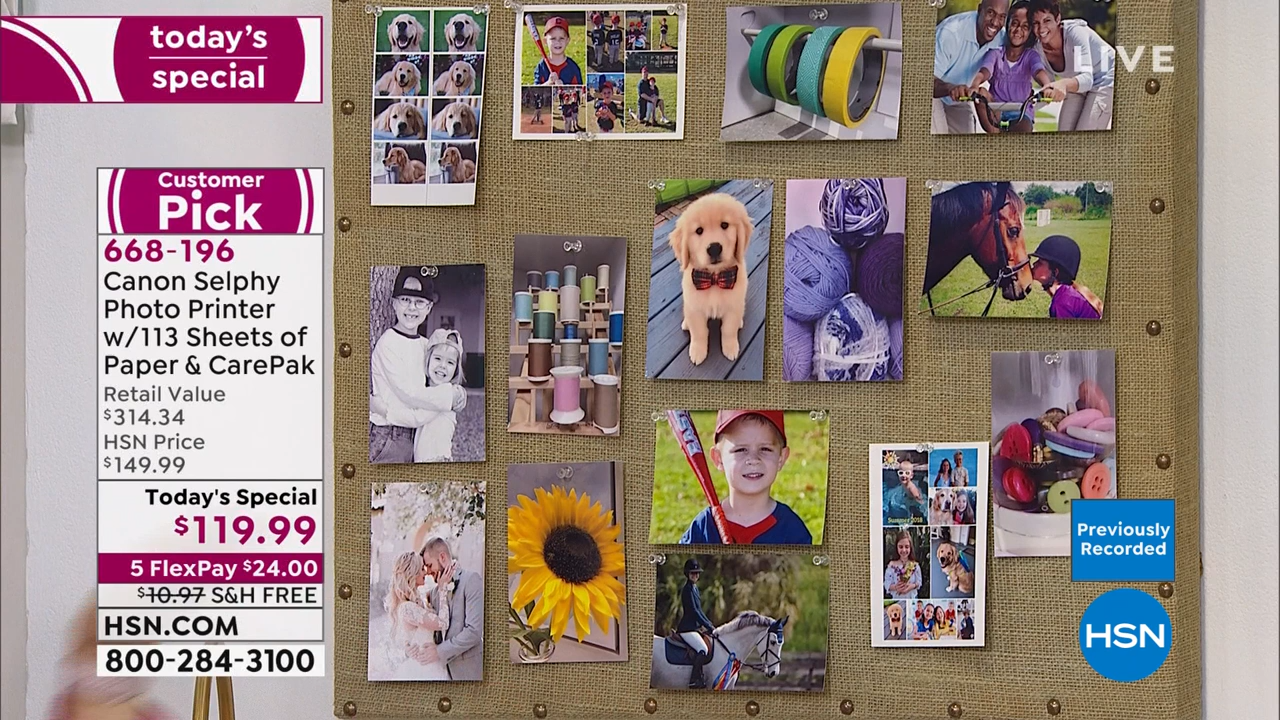 today's
special
LIVE
Customer
Pick
668-196
Canon Selphy
Photo Printer
w/113 Sheets of
Paper & CarePak
Retail Value
$314.34
HSN Price
$149.99
Today's Special
$119.99
5 FlexPay $24.00
$10.97 S&H FREE
HSN.COM
800-284-3100
Summer 2018
Previously
Recorded
HSN